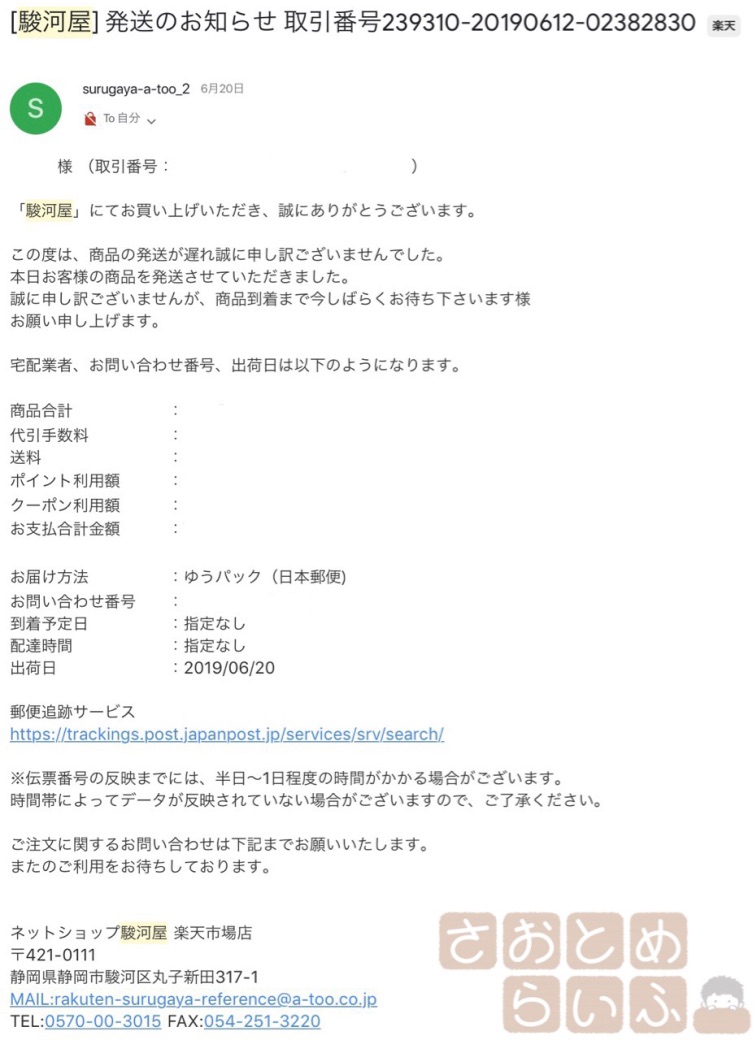 [駿河屋] 発送のお知らせ 取引番号239310-20190612-02382830 楽天
S
surugaya-a-too_2 6月20日
To 自分
様 （取引番号： ）
「駿河屋」にてお買い上げいただき、誠にありがとうございます。
この度は、商品の発送が遅れ誠に申し訳ございませんでした。
本日お客様の商品を発送させていただきました。
誠に申し訳ございませんが、商品到着まで今しばらくお待ち下さいます様
お願い申し上げます。
宅配業者、お問い合わせ番号、出荷日は以下のようになります。
商品合計 ：
代引手数料 ：
送料 ：
ポイント利用額 ：
クーポン利用額 ：
お支払合計金額 ：
お届け方法 ：ゆうパック（日本郵便)
お問い合わせ番号 ：
到着予定日 ：指定なし
配達時間 ：指定なし
出荷日 ：2019/06/20
郵便追跡サービス
https://trackings.post.japanpost.jp/services/srv/search/
※伝票番号の反映までには、半日〜1日程度の時間がかかる場合がございます。
時間帯によってデータが反映されていない場合がございますので、ご了承ください。
ご注文に関するお問い合わせは下記までお願いいたします。
またのご利用をお待ちしております。
ネットショップ駿河屋 楽天市場店
〒421-0111
静岡県静岡市駿河区丸子新田317-1
MAIL:rakuten-surugaya-reference@a-too.co.jp
TEL:0570-00-3015 FAX:054-251-3220
さおとめ
らいふ